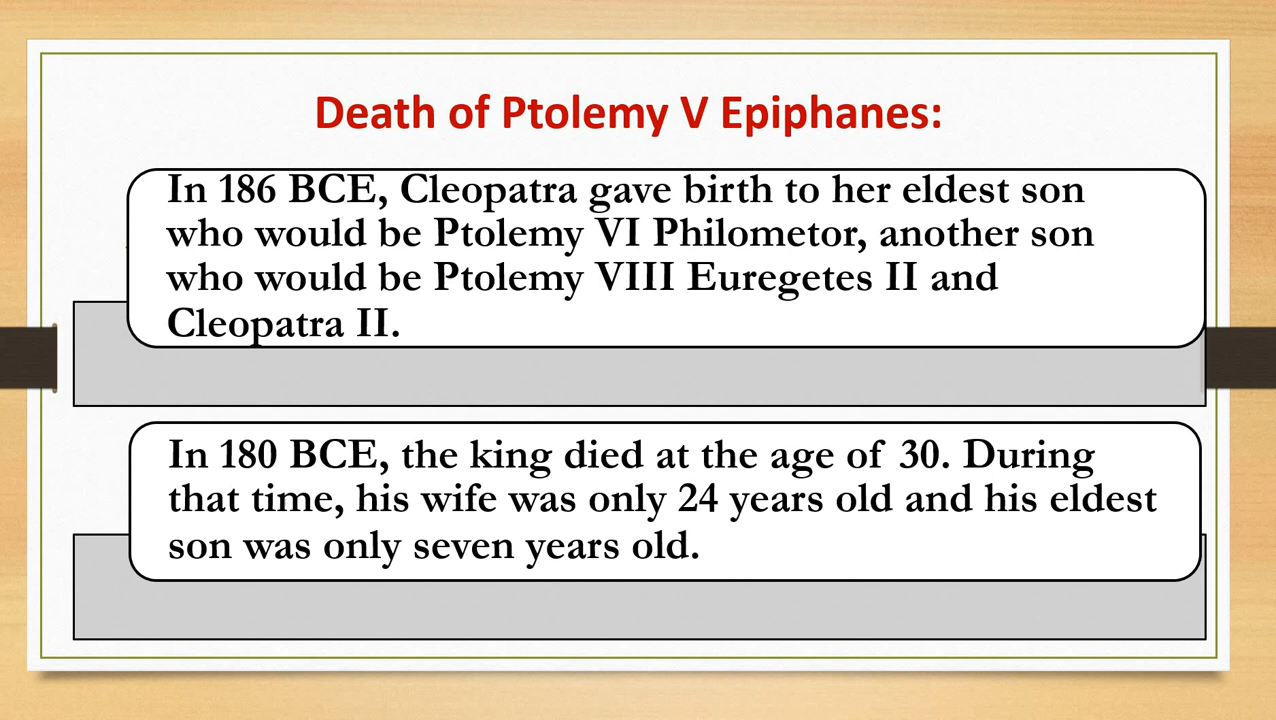 Death of Ptolemy V Epiphanes:
In 186 BCE, Cleopatra gave birth to her eldest son
who would be Ptolemy VI Philometor, another son
who would be Ptolemy VIII Euregetes II and
Cleopatra II.
In 180 BCE, the king died at the age of 30. During
that time, his wife was only 24 years old and his eldest
son was only seven years old.